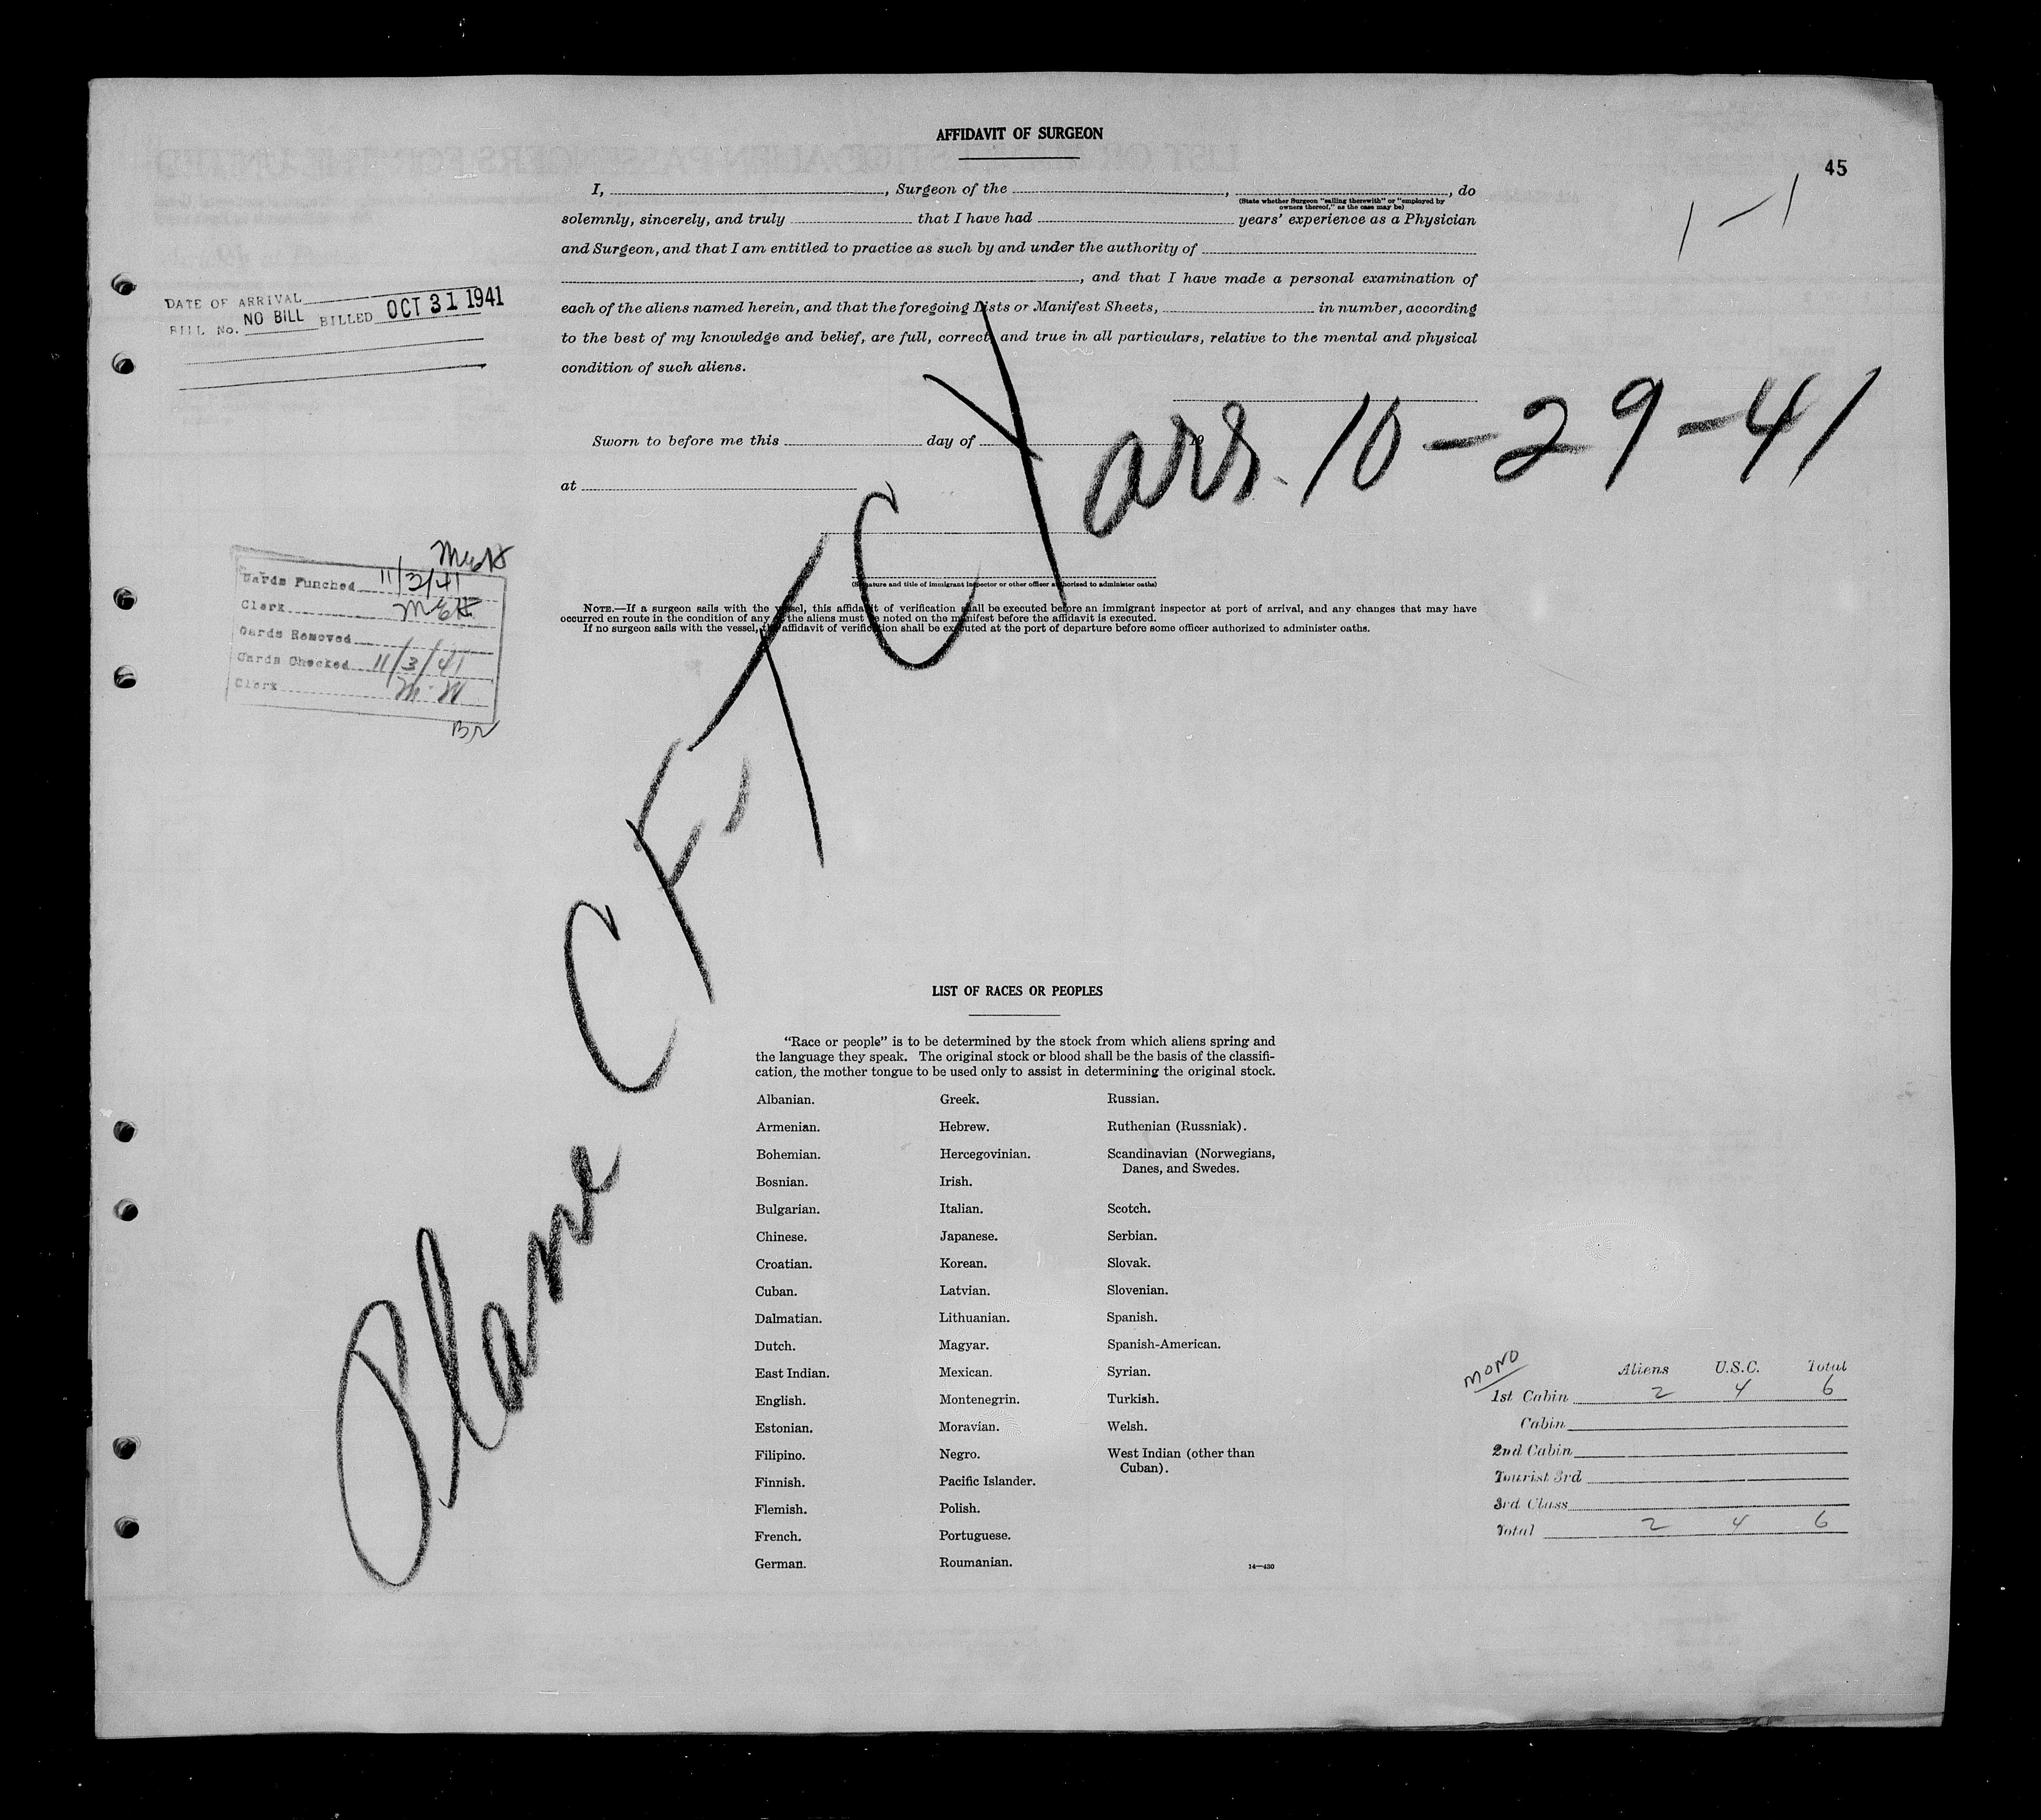 AFFIDAVIT OF SURGEON
45
1-1
I, , Surgeon of the , , do
(State whether Surgeon "sailing therewith" or "employed by
owners thereof," as the case may be)
solemnly, sincerely, and truly that I have had years' experience as a Physician
and Surgeon, and that I am entitled to practice as such by and under the authority of
, and that I have made a personal examination of
each of the aliens named herein, and that the foregoing Lists or Manifest Sheets, in number, according
to the best of my knowledge and belief, are full, correct, and true in all particulars, relative to the mental and physical
condition of such aliens.
DATE OF ARRIVAL
BILL No. NO BILL BILLED OCT 31 1941
Sworn to before me this day of 19
at
(Signature and title of immigrant inspector or other officer authorized to administer oaths)
NOTE.—If a surgeon sails with the vessel, this affidavit of verification shall be executed before an immigrant inspector at port of arrival, and any changes that may have
occurred en route in the condition of any of the aliens must be noted on the manifest before the affidavit is executed.
If no surgeon sails with the vessel, the affidavit of verification shall be executed at the port of departure before some officer authorized to administer oaths.
Cards Punched 11/3/41
Clerk
Cards Removed
Cards Checked 11/3/41
Clerk M.W
BN
Plane CF-TCY arr. 10-29-41
LIST OF RACES OR PEOPLES
"Race or people" is to be determined by the stock from which aliens spring and
the language they speak. The original stock or blood shall be the basis of the classifi-
cation, the mother tongue to be used only to assist in determining the original stock.
Albanian.
Armenian.
Bohemian.
Bosnian.
Bulgarian.
Chinese.
Croatian.
Cuban.
Dalmatian.
Dutch.
East Indian.
English.
Estonian.
Filipino.
Finnish.
Flemish.
French.
German.
Greek.
Hebrew.
Hercegovinian.
Irish.
Italian.
Japanese.
Korean.
Latvian.
Lithuanian.
Magyar.
Mexican.
Montenegrin.
Moravian.
Negro.
Pacific Islander.
Polish.
Portuguese.
Roumanian.
Russian.
Ruthenian (Russniak).
Scandinavian (Norwegians,
Danes, and Swedes.
Scotch.
Serbian.
Slovak.
Slovenian.
Spanish.
Spanish-American.
Syrian.
Turkish.
Welsh.
West Indian (other than
Cuban).
14—430
MONO
Aliens U.S.C. Total
1st Cabin 2 4 6
Cabin
2nd Cabin
Tourist 3rd
3rd Class
Total 2 4 6